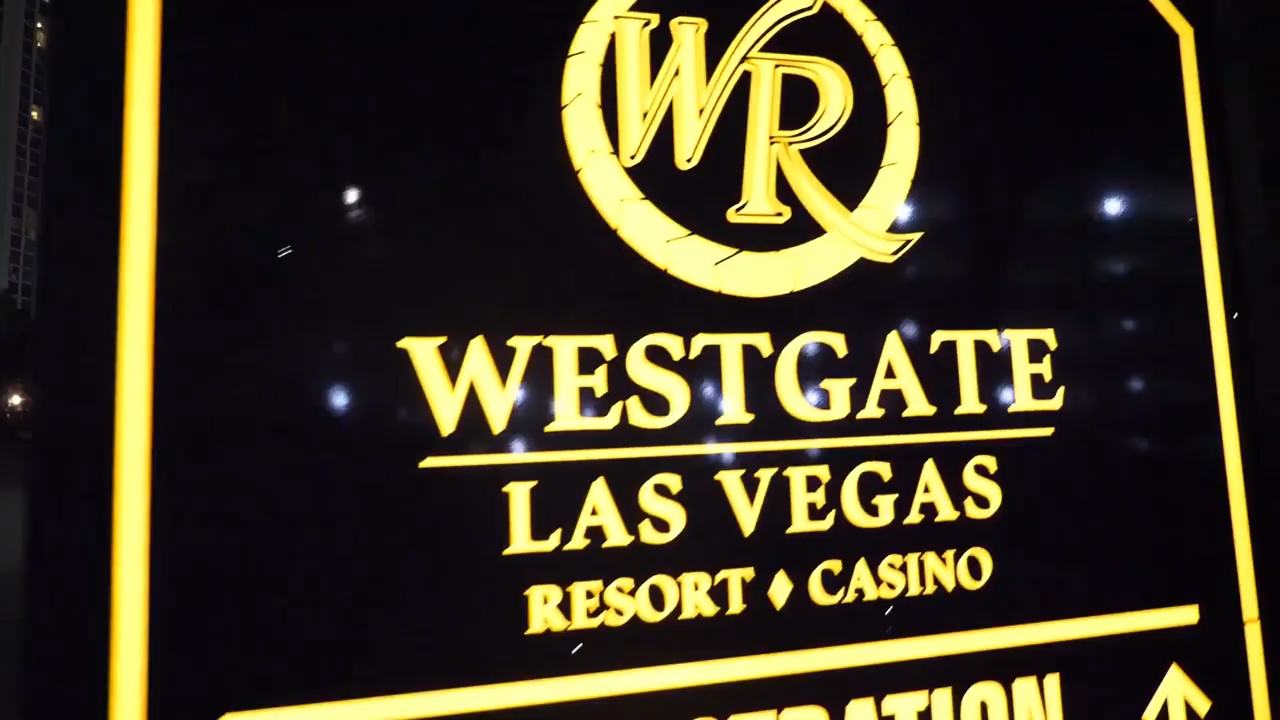 WR
WESTGATE
LAS VEGAS
RESORT ♦ CASINO